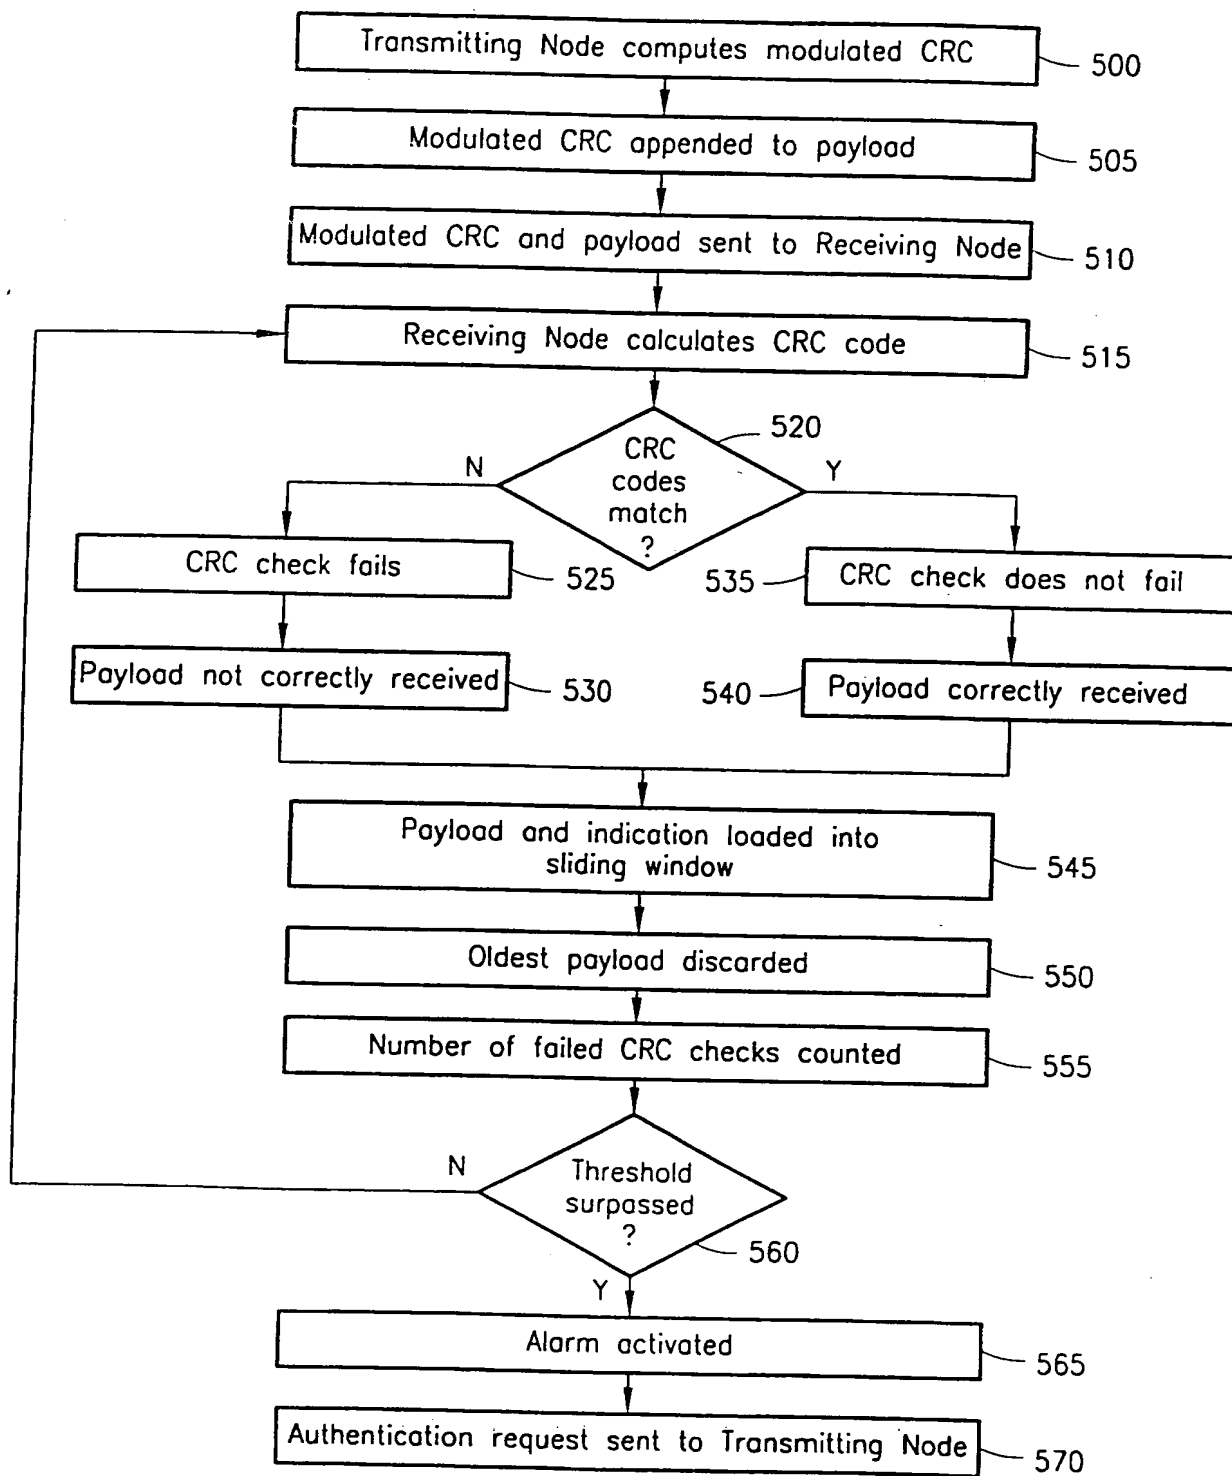 Transmitting Node computes modulated CRC
500
Modulated CRC appended to payload
505
Modulated CRC and payload sent to Receiving Node
510
Receiving Node calculates CRC code
515
520
CRC
codes
match
?
N
Y
CRC check fails
525
535
CRC check does not fail
Payload not correctly received
530
540
Payload correctly received
Payload and indication loaded into
sliding window
545
Oldest payload discarded
550
Number of failed CRC checks counted
555
N
Threshold
surpassed
?
560
Y
Alarm activated
565
Authentication request sent to Transmitting Node
570